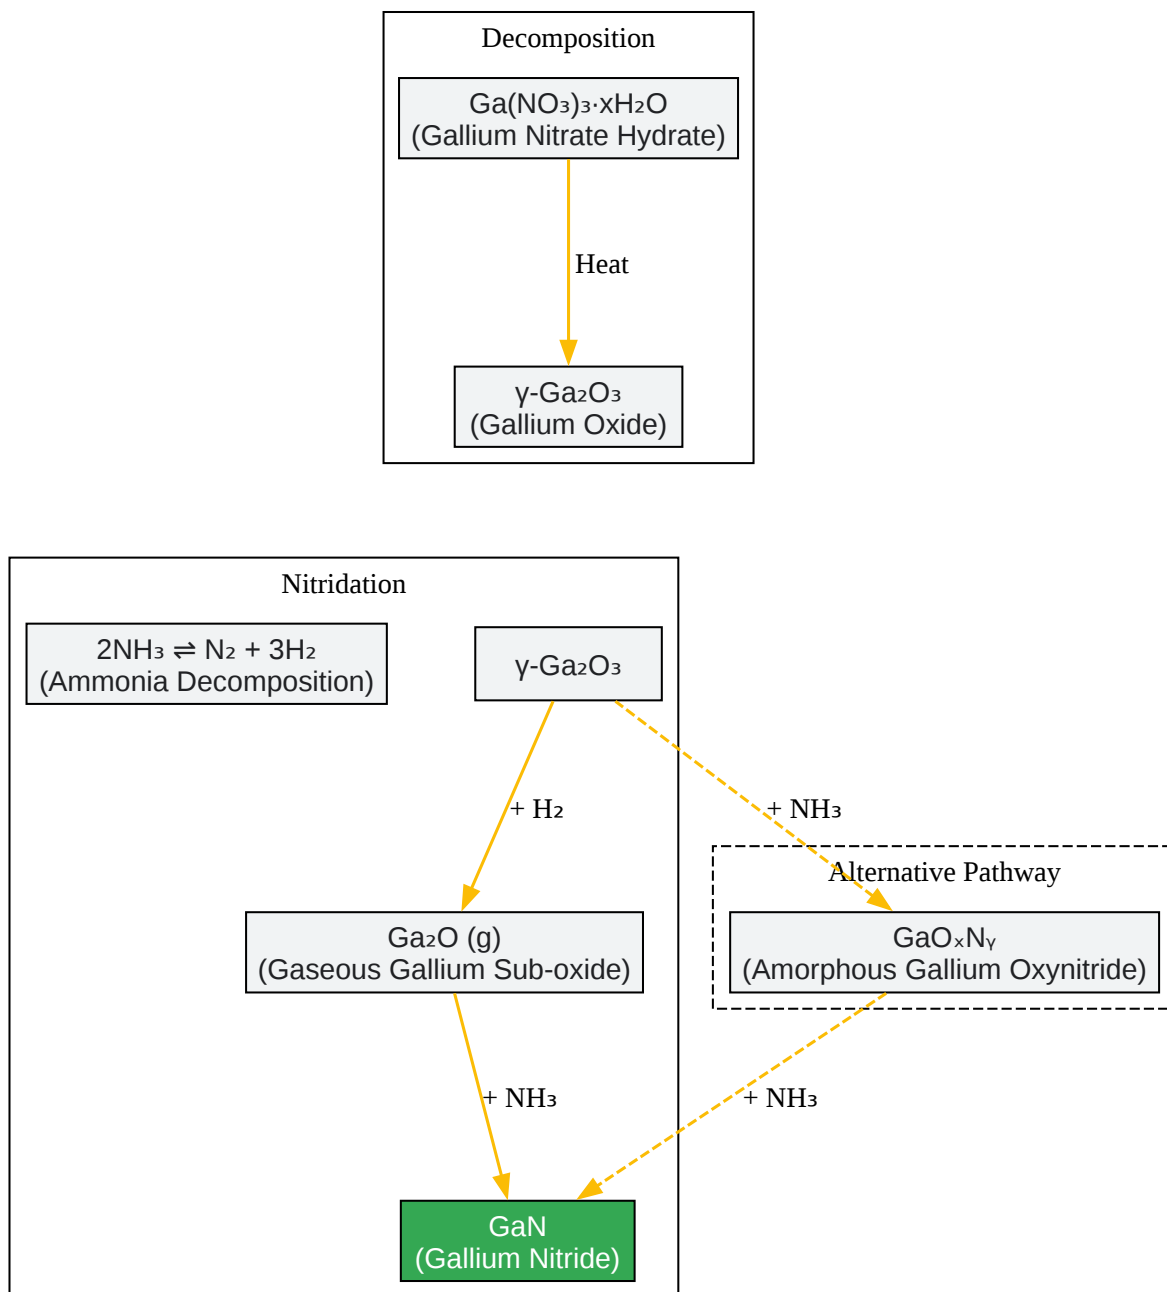 Decomposition
Ga(NO₃)₃·xH₂O
(Gallium Nitrate Hydrate)
Heat
γ-Ga₂O₃
(Gallium Oxide)
Nitridation
2NH₃ ⇌ N₂ + 3H₂
(Ammonia Decomposition)
γ-Ga₂O₃
+ H₂
+ NH₃
Alternative Pathway
Ga₂O (g)
(Gaseous Gallium Sub-oxide)
GaOₓNᵧ
(Amorphous Gallium Oxynitride)
+ NH₃
+ NH₃
GaN
(Gallium Nitride)